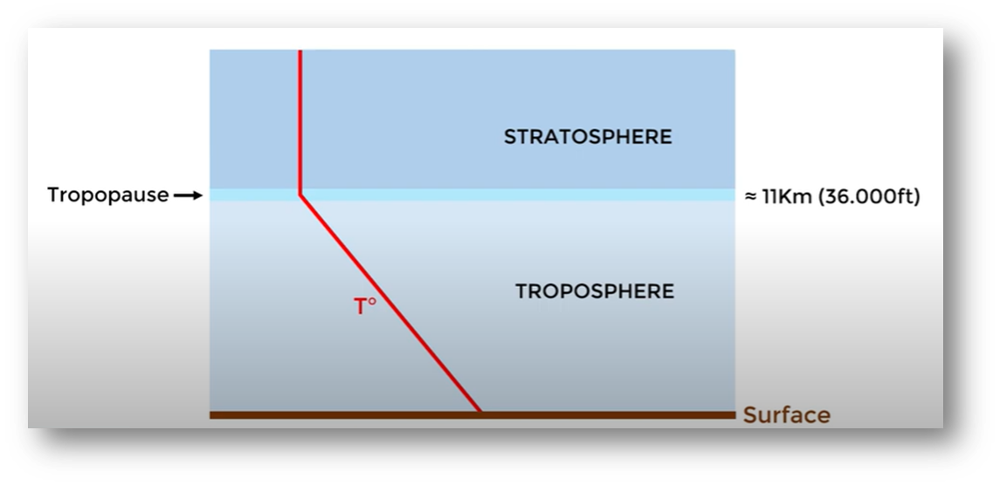 STRATOSPHERE
Tropopause
≈ 11Km (36.000ft)
TROPOSPHERE
T°
Surface